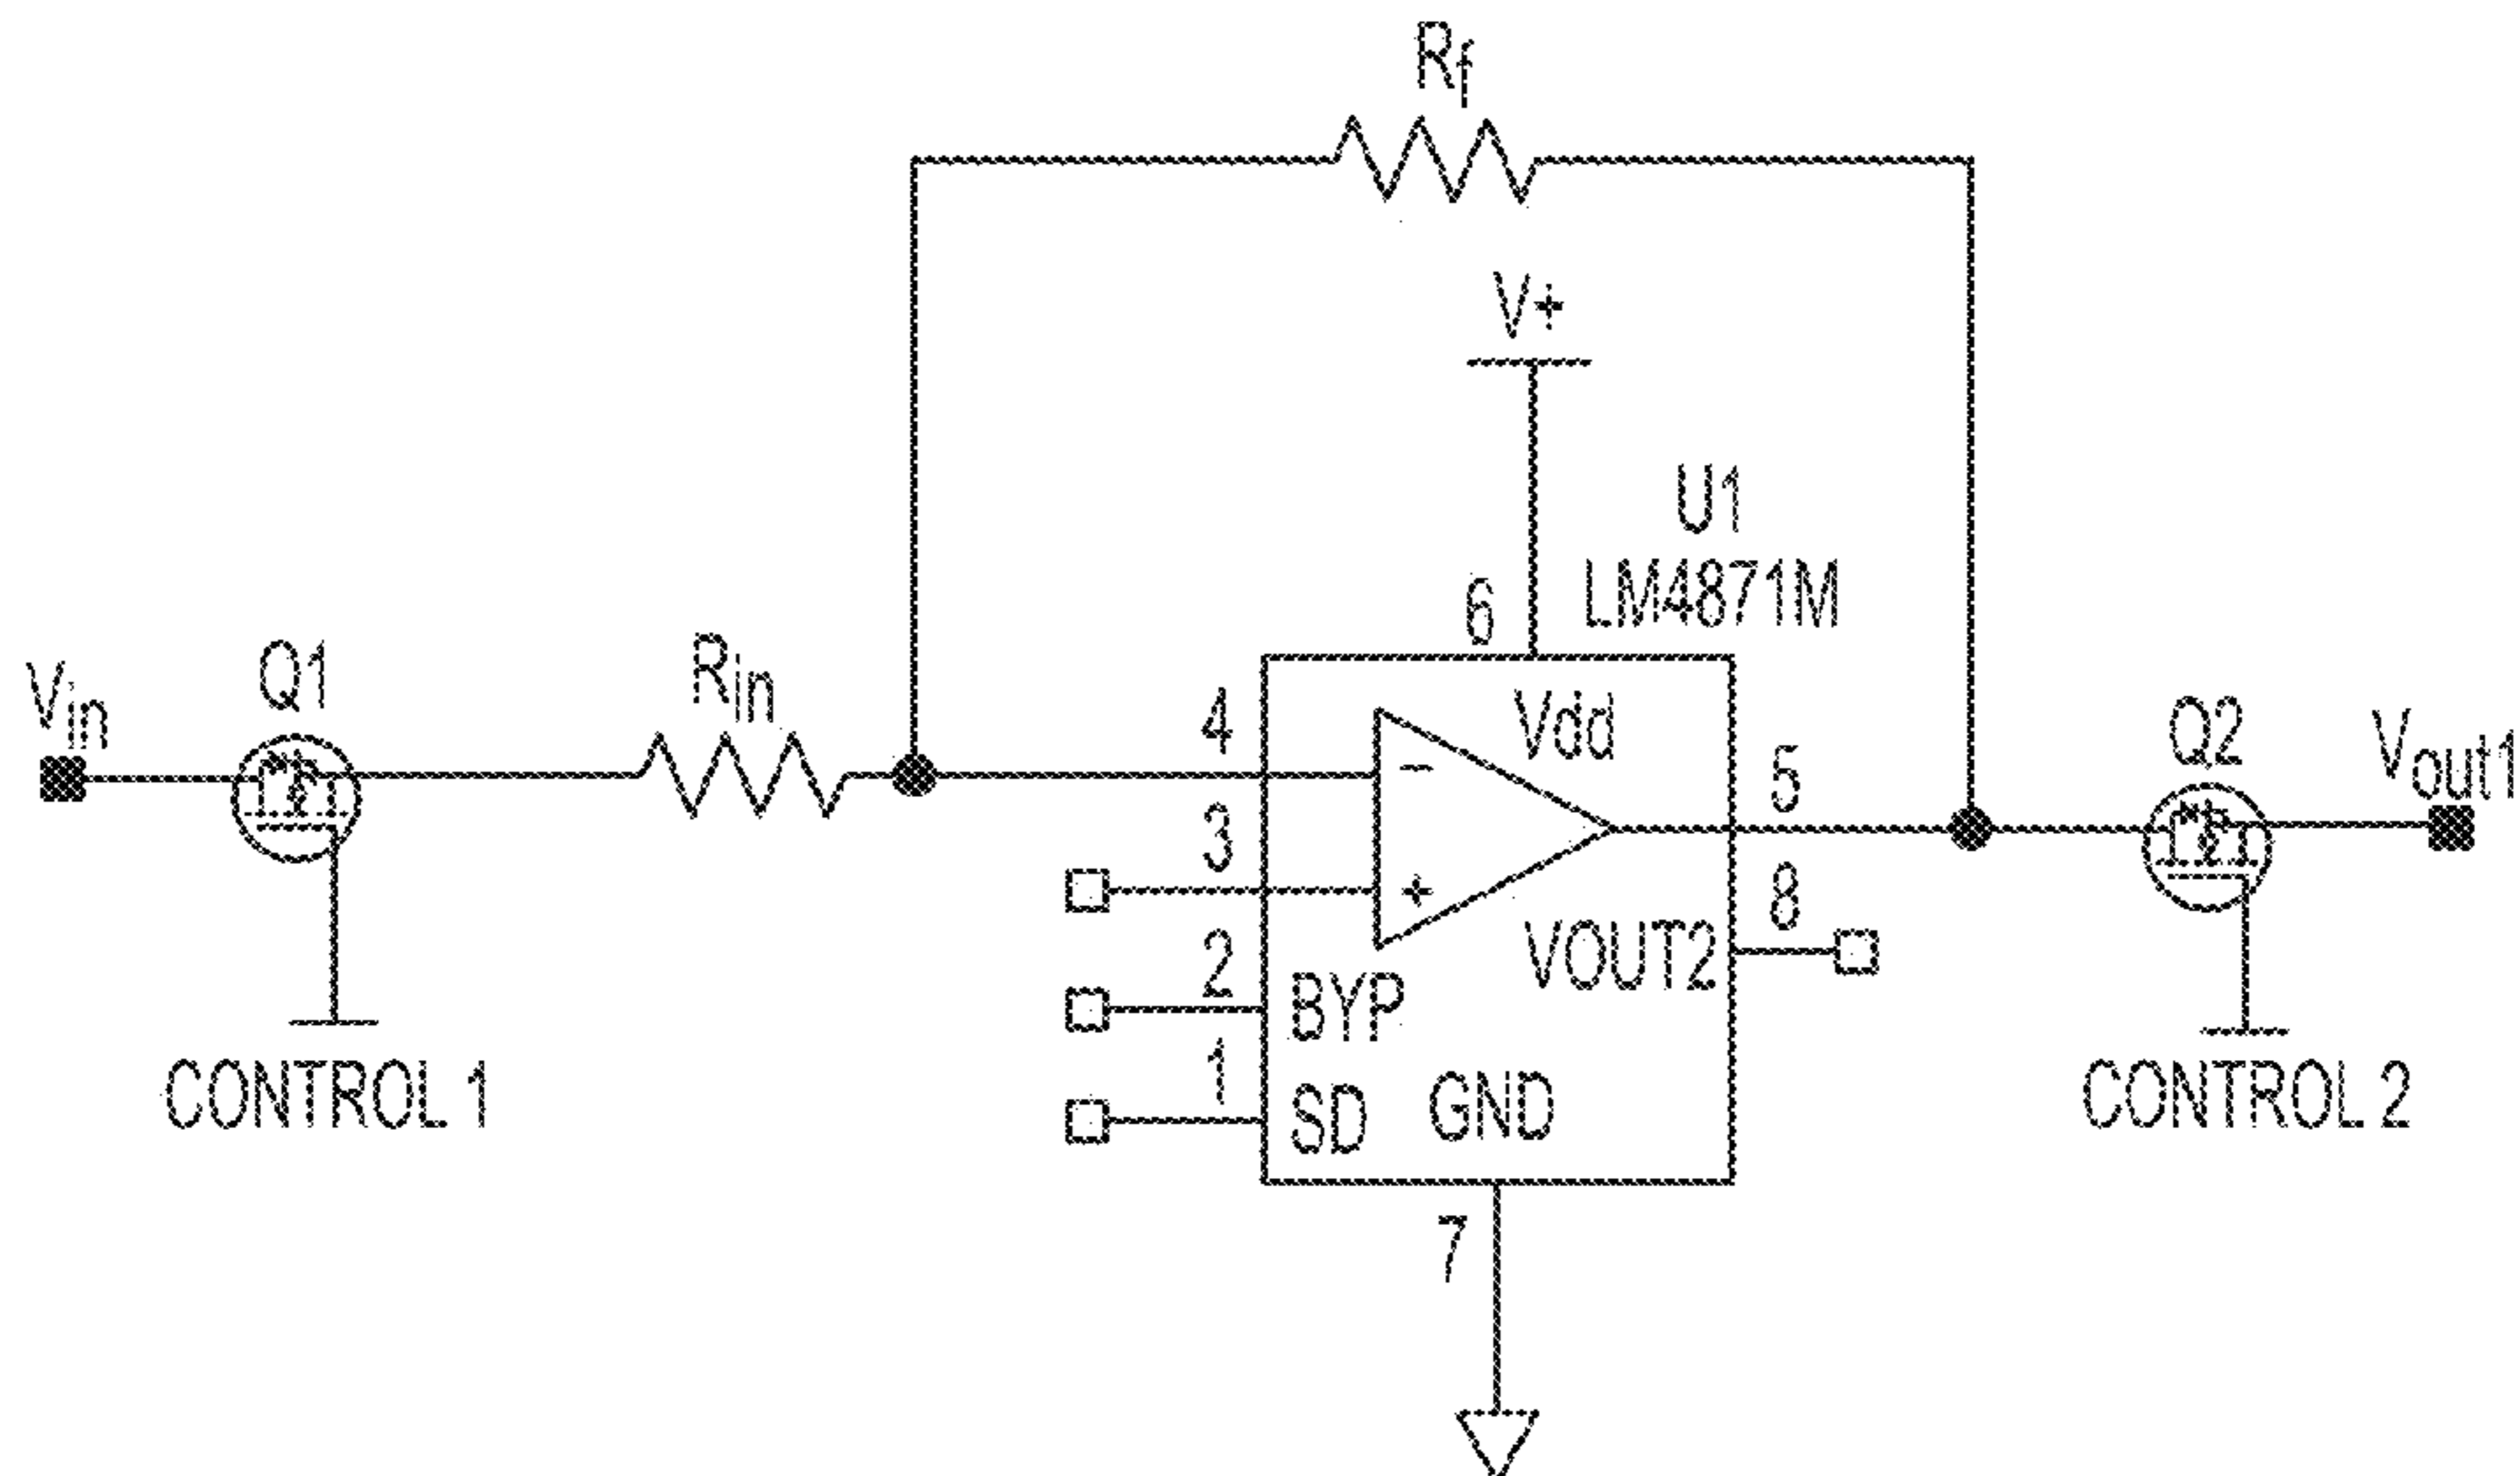 Rf
V+
U1
LM4871M
6
Vin
Q1
Rin
4
Vdd
-
5
Q2
Vout1
3
+
8
VOUT2
2
BYP
1
SD
GND
CONTROL 1
CONTROL 2
7